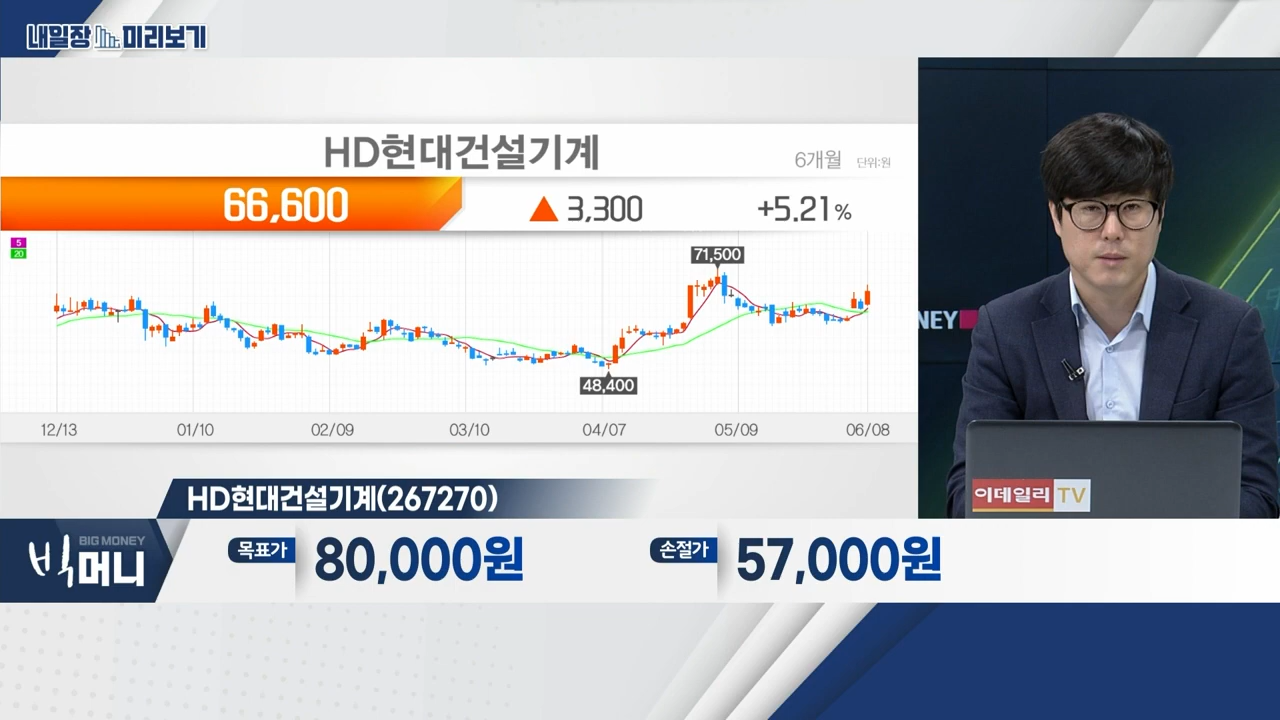 내일장 미리보기
HD현대건설기계
6개월 단위:원
66,600 ▲ 3,300 +5.21%
5
20
71,500
48,400
12/13 01/10 02/09 03/10 04/07 05/09 06/08
NEY
이데일리 TV
HD현대건설기계(267270)
BIG MONEY
빅머니
목표가 80,000원 손절가 57,000원